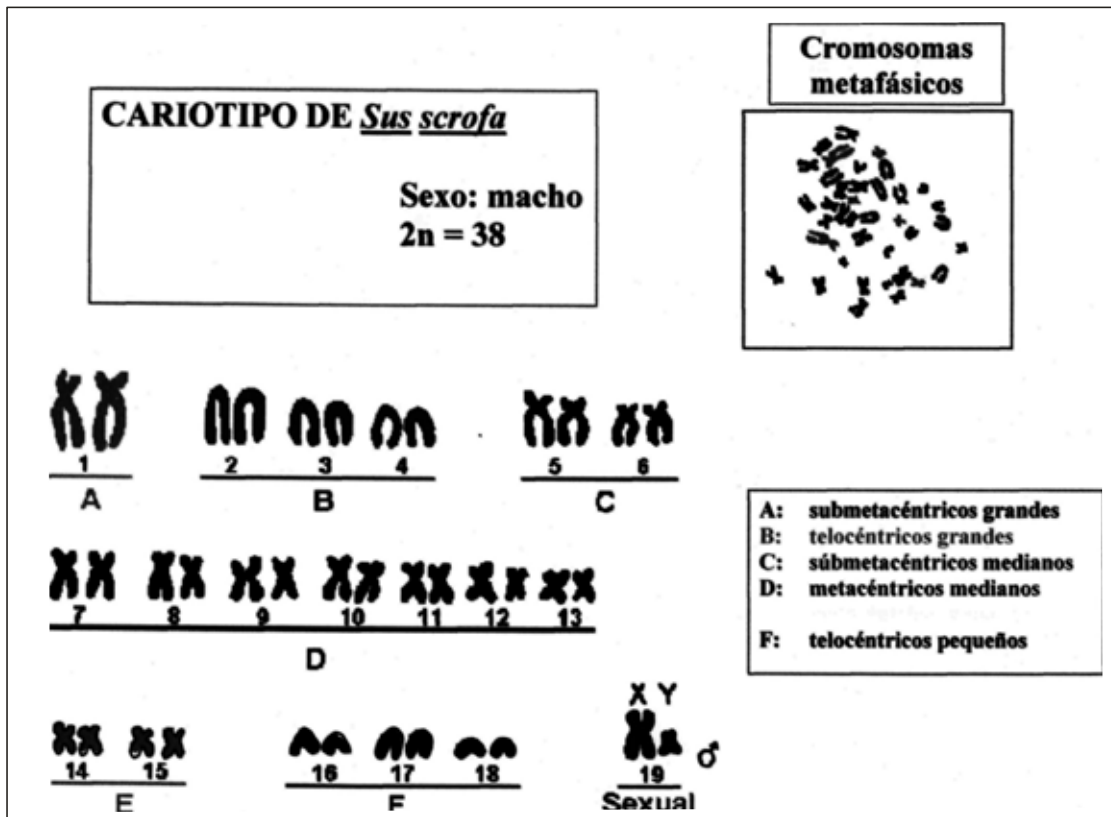 Cromosomas
metafásicos
CARIOTIPO DE Sus scrofa
Sexo: macho
2n = 38
1 2 3 4 5 6
A B C
A: submetacéntricos grandes
B: telocéntricos grandes
C: súbmetacéntricos medianos
D: metacéntricos medianos
F: telocéntricos pequeños
7 8 9 10 11 12 13
D
X Y
♂
14 15 16 17 18 19
E F Sexual